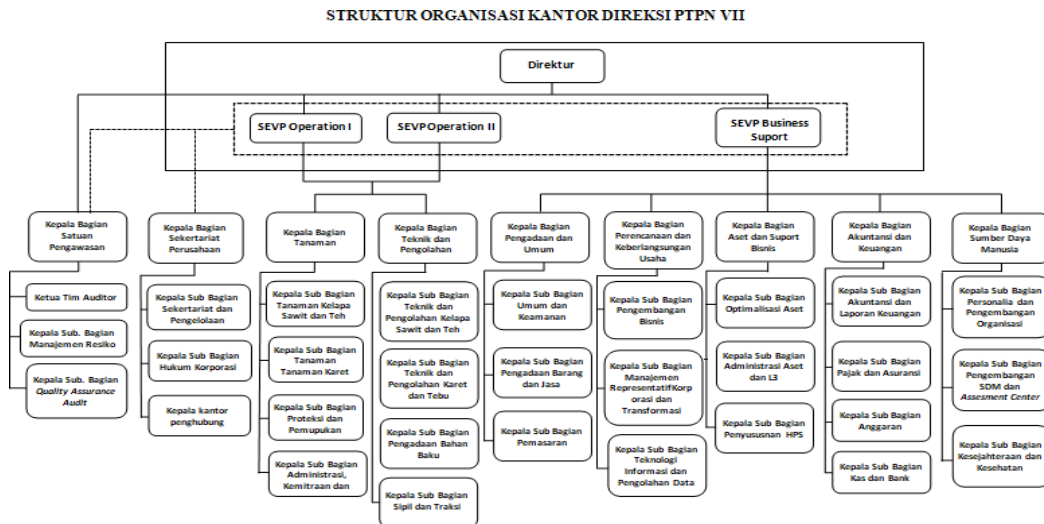 STRUKTUR ORGANISASI KANTOR DIREKSI PTPN VII
Direktur
SEVP Operation I
SEVP Operation II
SEVP Business
Suport
Kepala Bagian
Satuan
Pengawasan
Kepala Bagian
Sekertariat
Perusahaan
Kepala Bagian
Tanaman
Kepala Bagian
Teknik dan
Pengolahan
Kepala Bagian
Pengadaan dan
Umum
Kepala Bagian
Perencanaan dan
Keberlangsungan
Usaha
Kepala Bagian
Aset dan Suport
Bisnis
Kepala Bagian
Akuntansi dan
Keuangan
Kepala Bagian
Sumber Daya
Manusia
Ketua Tim Auditor
Kepala Sub. Bagian
Manajemen Resiko
Kepala Sub. Bagian
Quality Assurance
Audit
Kepala Sub Bagian
Sekertariat dan
Pengelolaan
Kepala Sub Bagian
Hukum Korporasi
Kepala kantor
penghubung
Kepala Sub Bagian
Tanaman Kelapa
Sawit dan Teh
Kepala Sub Bagian
Tanaman
Tanaman Karet
Kepala Sub Bagian
Proteksi dan
Pemupukan
Kepala Sub Bagian
Administrasi,
Kemitraan dan
Kepala Sub Bagian
Teknik dan
Pengolahan Kelapa
Sawit dan Teh
Kepala Sub Bagian
Teknik dan
Pengolahan Karet
dan Tebu
Kepala Sub Bagian
Pengadaan Bahan
Baku
Kepala Sub Bagian
Sipil dan Traksi
Kepala Sub Bagian
Umum dan
Keamanan
Kepala Sub Bagian
Pengadaan Barang
dan Jasa
Kepala Sub Bagian
Pemasaran
Kepala Sub Bagian
Pengembangan
Bisnis
Kepala Sub Bagian
Manajemen
RepresentatifKorp
orasi dan
Transformasi
Kepala Sub Bagian
Teknologi
Informasi dan
Pengolahan Data
Kepala Sub Bagian
Optimalisasi Aset
Kepala Sub Bagian
Administrasi Aset
dan L3
Kepala Sub Bagian
Penyususnan HPS
Kepala Sub Bagian
Akuntansi dan
Laporan Keuangan
Kepala Sub Bagian
Pajak dan Asuransi
Kepala Sub Bagian
Anggaran
Kepala Sub Bagian
Kas dan Bank
Kepala Sub Bagian
Personalia dan
Pengembangan
Organisasi
Kepala Sub Bagian
Pengembangan
SDM dan
Assesment Center
Kepala Sub Bagian
Kesejahteraan dan
Kesehatan